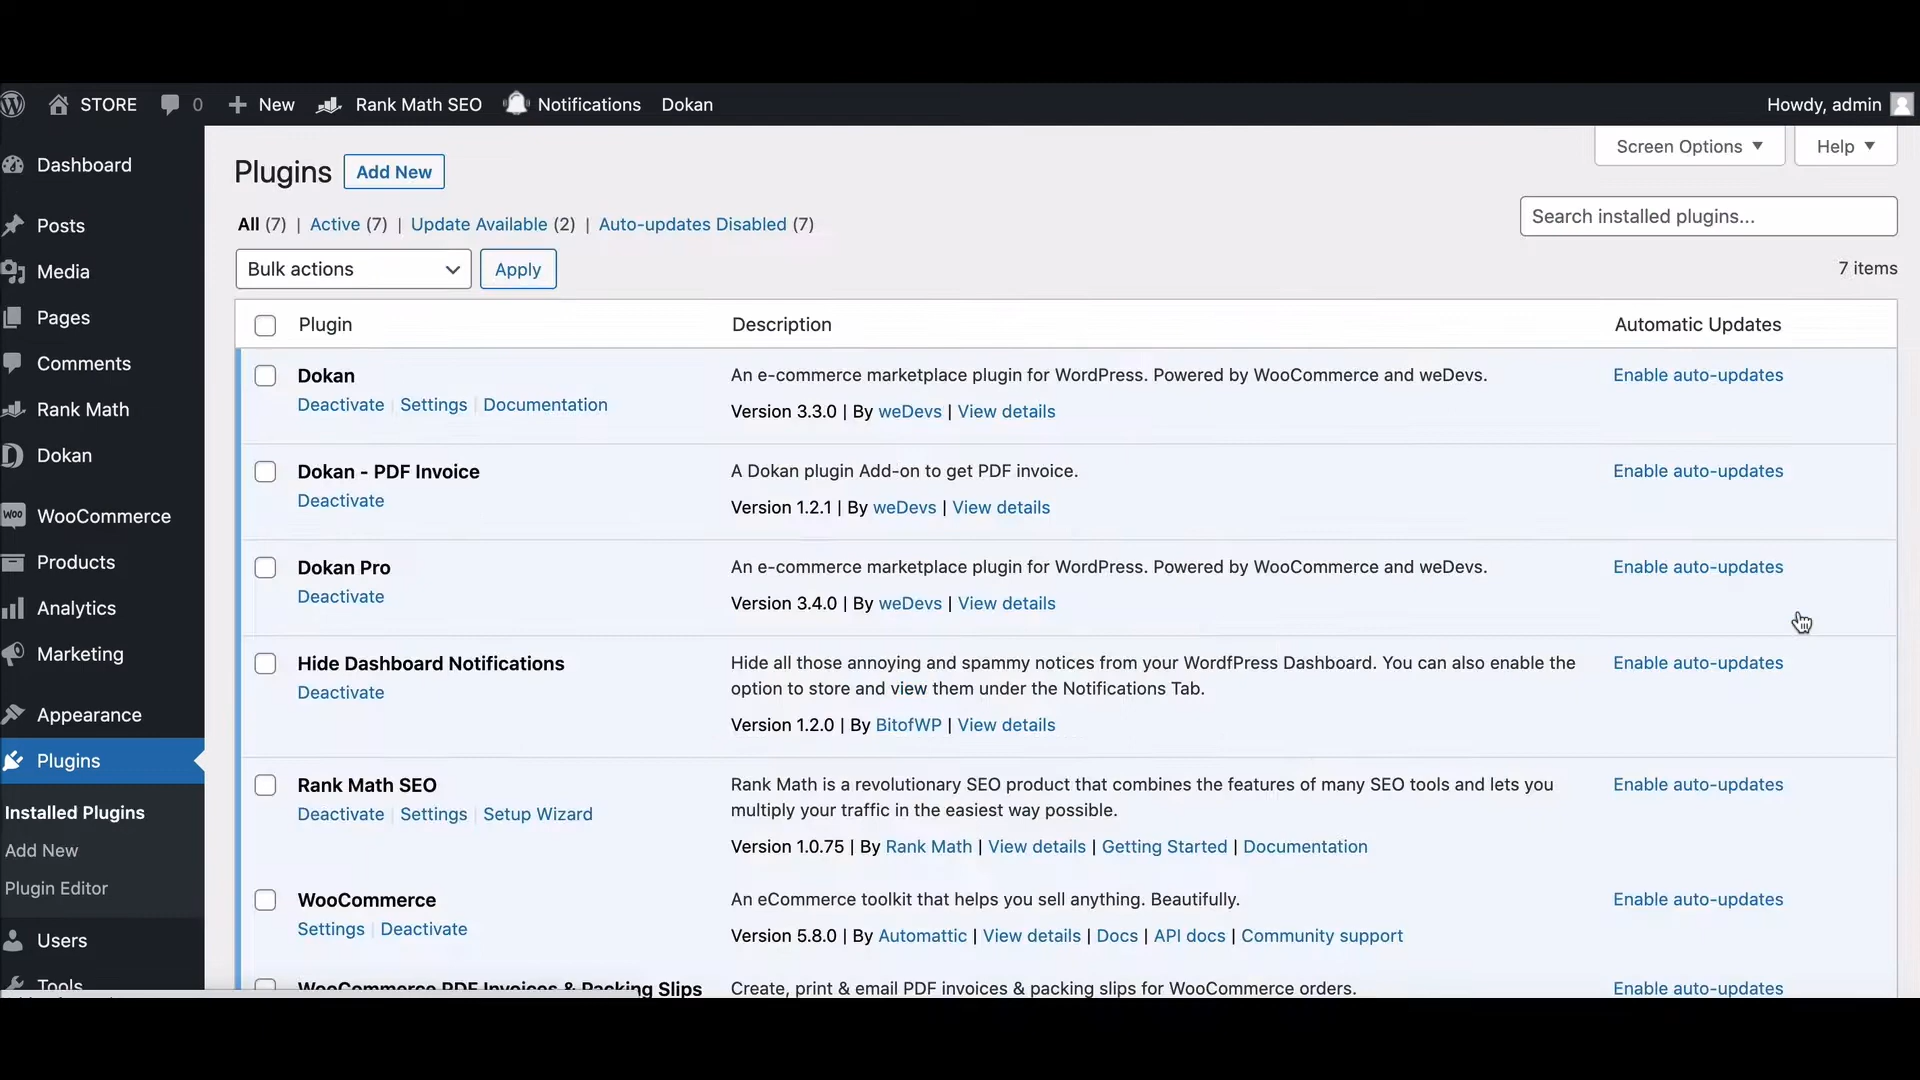 STORE 0 New Rank Math SEO Notifications Dokan Howdy, admin
Dashboard
Posts
Media
Pages
Comments
Rank Math
Dokan
WooCommerce
Products
Analytics
Marketing
Appearance
Plugins
Installed Plugins
Add New
Plugin Editor
Users
Tools
Screen Options Help
Plugins Add New
All (7) | Active (7) | Update Available (2) | Auto-updates Disabled (7)
Search installed plugins...
Bulk actions Apply
7 items
Plugin Description Automatic Updates
Dokan
Deactivate | Settings | Documentation
An e-commerce marketplace plugin for WordPress. Powered by WooCommerce and weDevs.
Version 3.3.0 | By weDevs | View details
Enable auto-updates
Dokan - PDF Invoice
Deactivate
A Dokan plugin Add-on to get PDF invoice.
Version 1.2.1 | By weDevs | View details
Enable auto-updates
Dokan Pro
Deactivate
An e-commerce marketplace plugin for WordPress. Powered by WooCommerce and weDevs.
Version 3.4.0 | By weDevs | View details
Enable auto-updates
Hide Dashboard Notifications
Deactivate
Hide all those annoying and spammy notices from your WordfPress Dashboard. You can also enable the
option to store and view them under the Notifications Tab.
Version 1.2.0 | By BitofWP | View details
Enable auto-updates
Rank Math SEO
Deactivate | Settings | Setup Wizard
Rank Math is a revolutionary SEO product that combines the features of many SEO tools and lets you
multiply your traffic in the easiest way possible.
Version 1.0.75 | By Rank Math | View details | Getting Started | Documentation
Enable auto-updates
WooCommerce
Settings | Deactivate
An eCommerce toolkit that helps you sell anything. Beautifully.
Version 5.8.0 | By Automattic | View details | Docs | API docs | Community support
Enable auto-updates
WooCommerce PDF Invoices & Packing Slips
Create, print & email PDF invoices & packing slips for WooCommerce orders.
Enable auto-updates